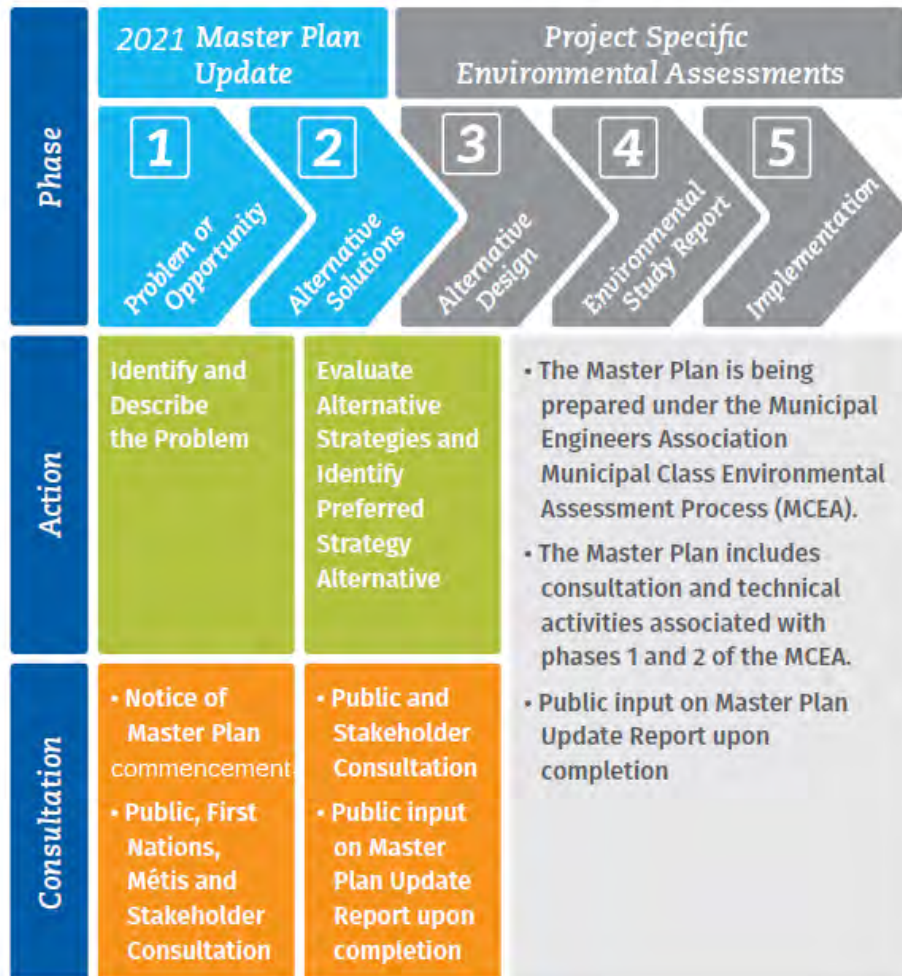 Phase
2021 Master Plan
Update
Project Specific
Environmental Assessments
1
Problem or
Opportunity
2
Alternative
Solutions
3
Alternative
Design
4
Environmental
Study Report
5
Implementation
Action
Identify and
Describe
the Problem
Evaluate
Alternative
Strategies and
Identify
Preferred
Strategy
Alternative
• The Master Plan is being
prepared under the Municipal
Engineers Association
Municipal Class Environmental
Assessment Process (MCEA).
• The Master Plan includes
consultation and technical
activities associated with
phases 1 and 2 of the MCEA.
• Public input on Master Plan
Update Report upon
completion
Consultation
• Notice of
Master Plan
commencement
• Public, First
Nations,
Métis and
Stakeholder
Consultation
• Public and
Stakeholder
Consultation
• Public input
on Master
Plan Update
Report upon
completion